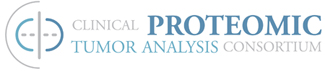 CLINICAL PROTEOMIC
TUMOR ANALYSIS CONSORTIUM